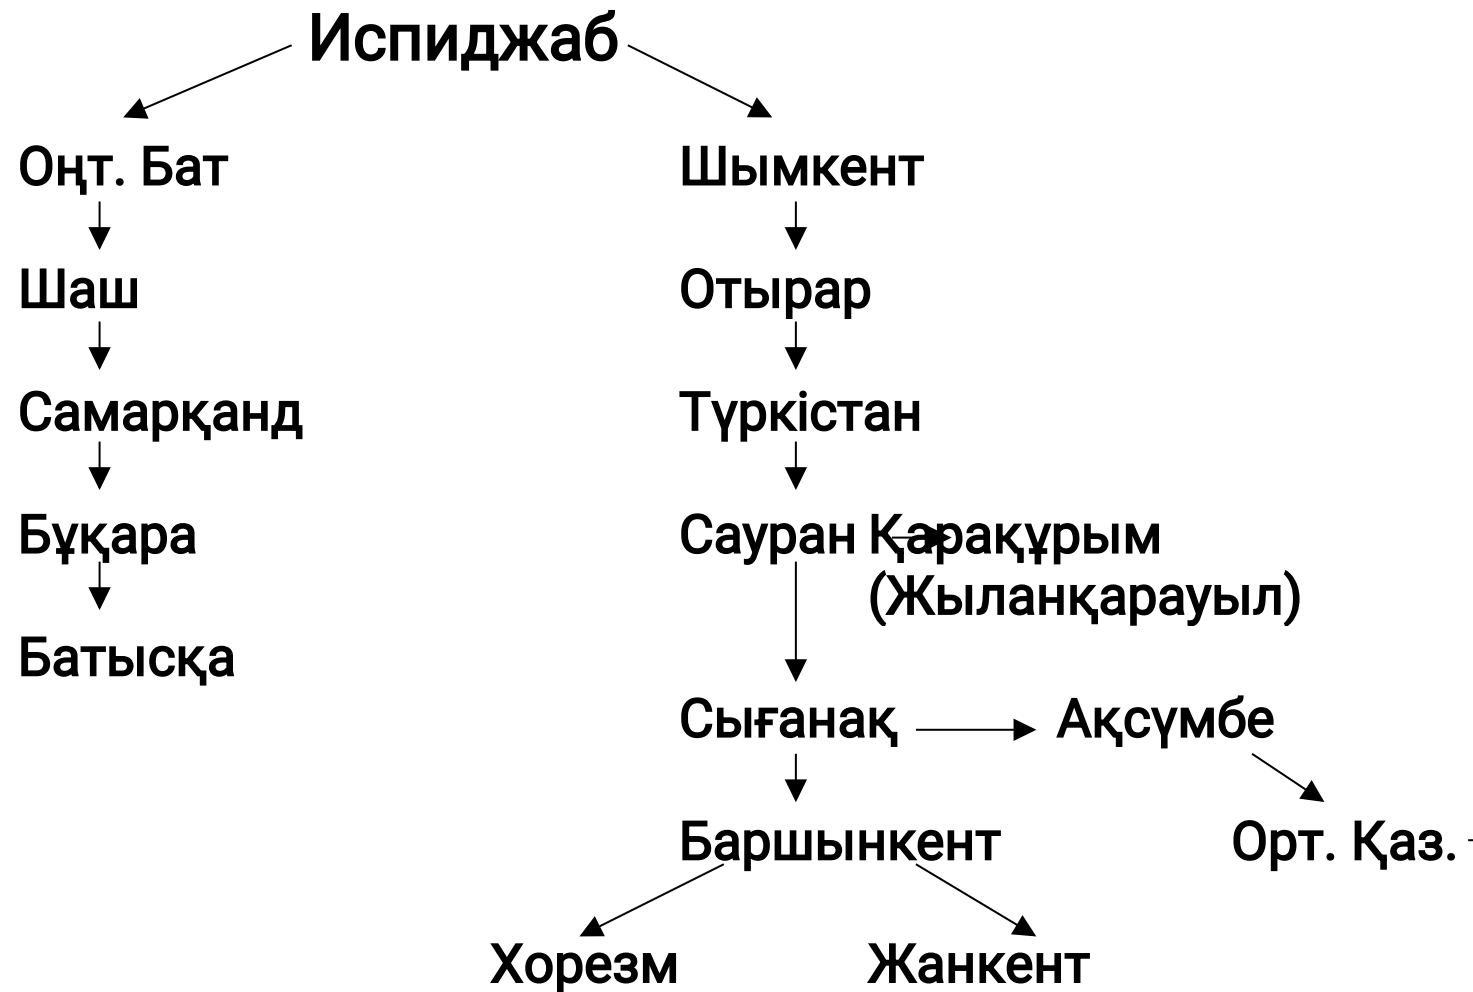 Испиджаб
Оңт. Бат
Шымкент
Шаш
Отырар
Самарқанд
Түркістан
Бұқара
Сауран Қарақұрым
(Жыланқарауыл)
Батысқа
Сығанақ
Ақсүмбе
Баршынкент
Орт. Қаз.
Хорезм
Жанкент